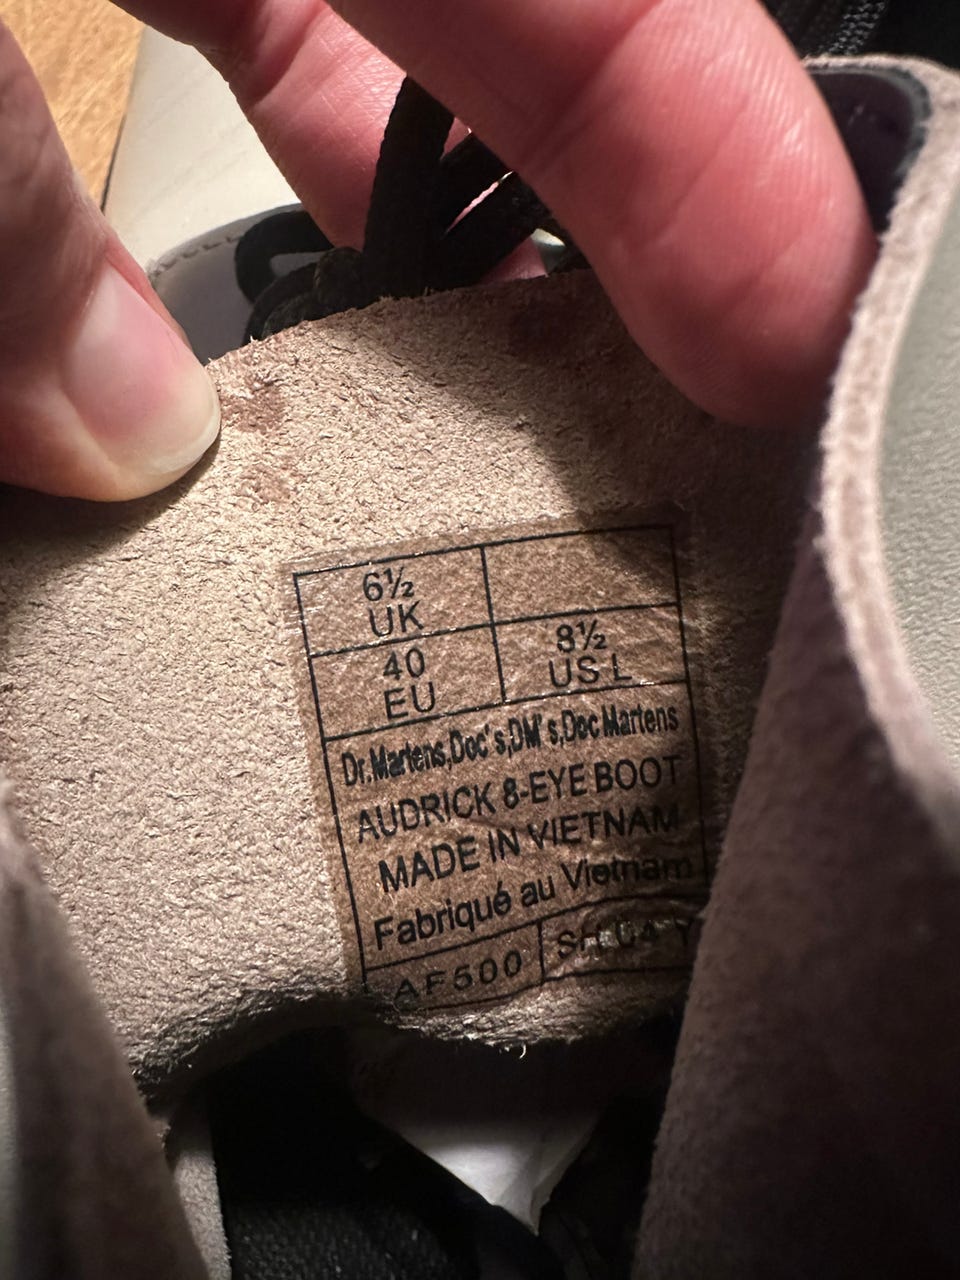 6½
UK
40
EU
8½
US L
Dr.Martens,Doc's,DM's,Doc Martens
AUDRICK 8-EYE BOOT
MADE IN VIETNAM
Fabriqué au Vietnam
AF500